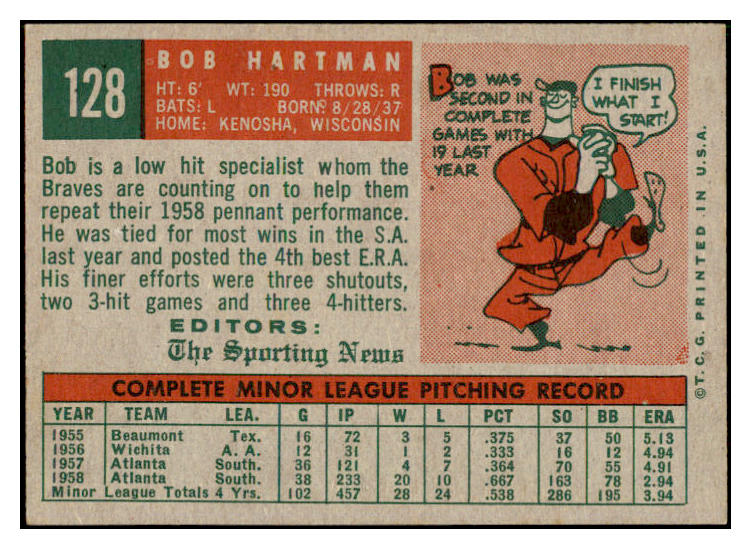 128
BOB HARTMAN
HT: 6' WT: 190 THROWS: R
BATS: L BORN: 8/28/37
HOME: KENOSHA, WISCONSIN
Bob is a low hit specialist whom the
Braves are counting on to help them
repeat their 1958 pennant performance.
He was tied for most wins in the S.A.
last year and posted the 4th best E.R.A.
His finer efforts were three shutouts,
two 3-hit games and three 4-hitters.
EDITORS:
The Sporting News
BOB WAS
SECOND IN
COMPLETE
GAMES WITH
19 LAST
YEAR
I FINISH
WHAT I
START!
©T.C.G. PRINTED IN U.S.A.
COMPLETE MINOR LEAGUE PITCHING RECORD
YEAR TEAM LEA. G IP W L PCT SO BB ERA
1955 Beaumont Tex. 16 72 3 5 .375 37 50 5.13
1956 Wichita A. A. 12 31 1 2 .333 16 12 4.94
1957 Atlanta South. 36 121 4 7 .364 70 55 4.91
1958 Atlanta South. 38 233 20 10 .667 163 78 2.94
Minor League Totals 4 Yrs. 102 457 28 24 .538 286 195 3.94